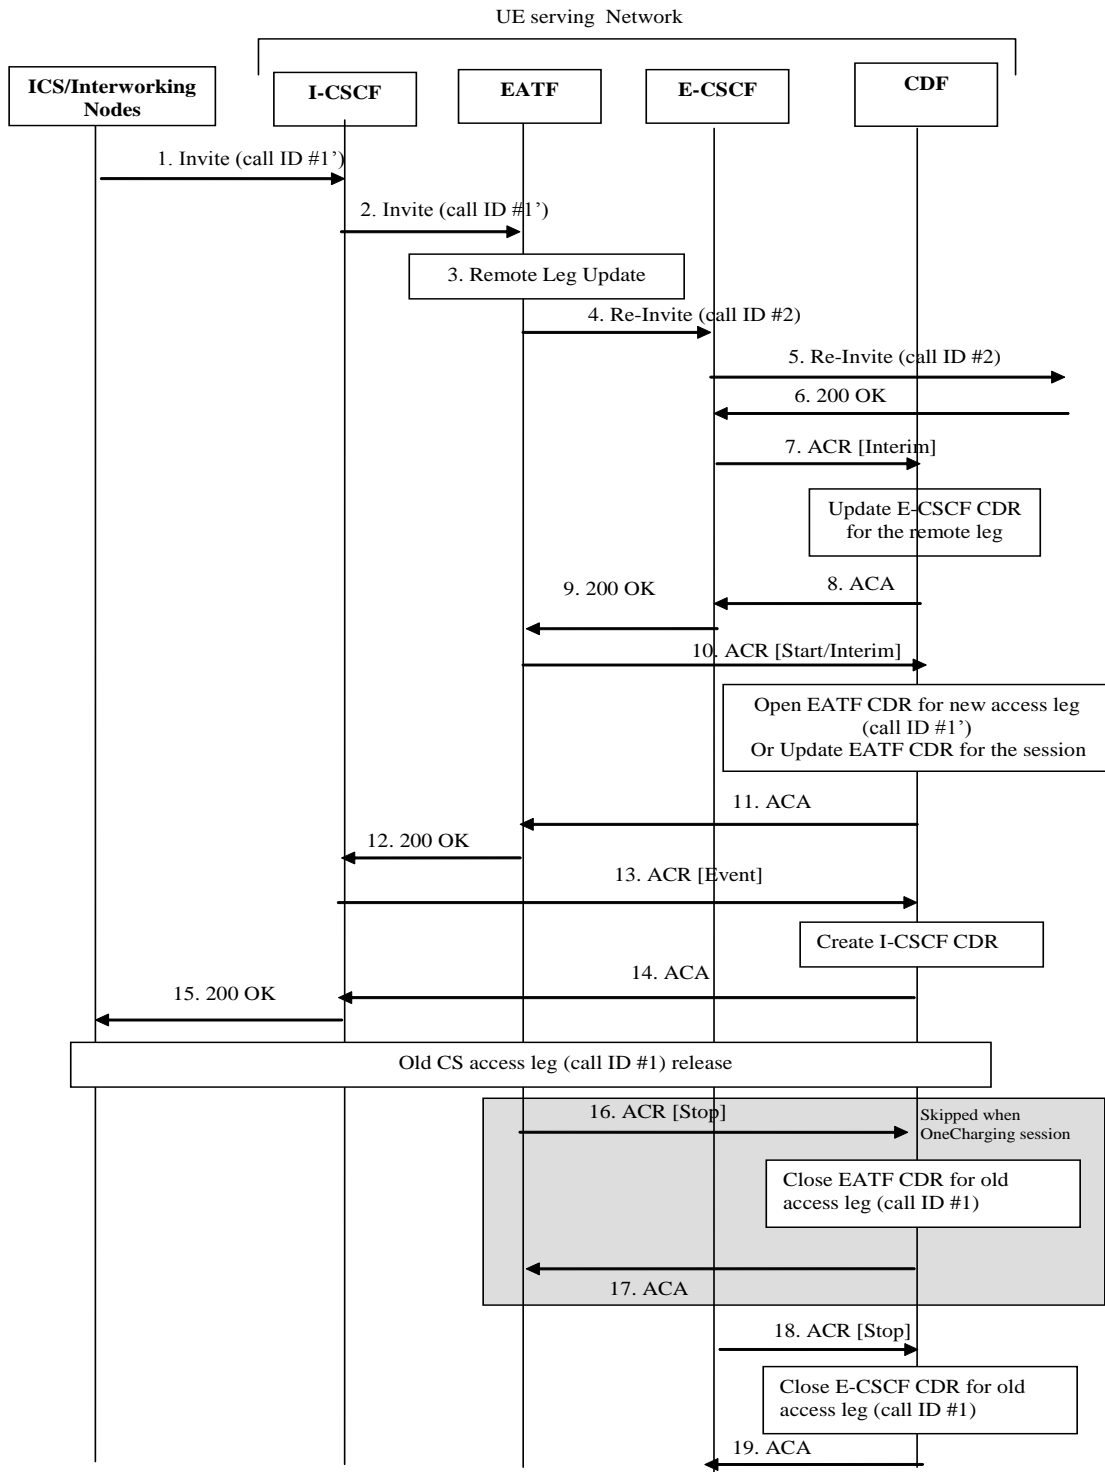 UE serving  Network
ICS/Interworking
Nodes
I-CSCF
EATF
E-CSCF
CDF
1. Invite (call ID #1’)
2. Invite (call ID #1’)
3. Remote Leg Update
4. Re-Invite (call ID #2)
5. Re-Invite (call ID #2)
6. 200 OK
7. ACR [Interim]
Update E-CSCF CDR
for the remote leg
8. ACA
9. 200 OK
10. ACR [Start/Interim]
Open EATF CDR for new access leg
(call ID #1’)
Or Update EATF CDR for the session
11. ACA
12. 200 OK
13. ACR [Event]
Create I-CSCF CDR
14. ACA
15. 200 OK
Old CS access leg (call ID #1) release
16. ACR [Stop]
Skipped when
OneCharging session
Close EATF CDR for old
access leg (call ID #1)
17. ACA
18. ACR [Stop]
Close E-CSCF CDR for old
access leg (call ID #1)
19. ACA